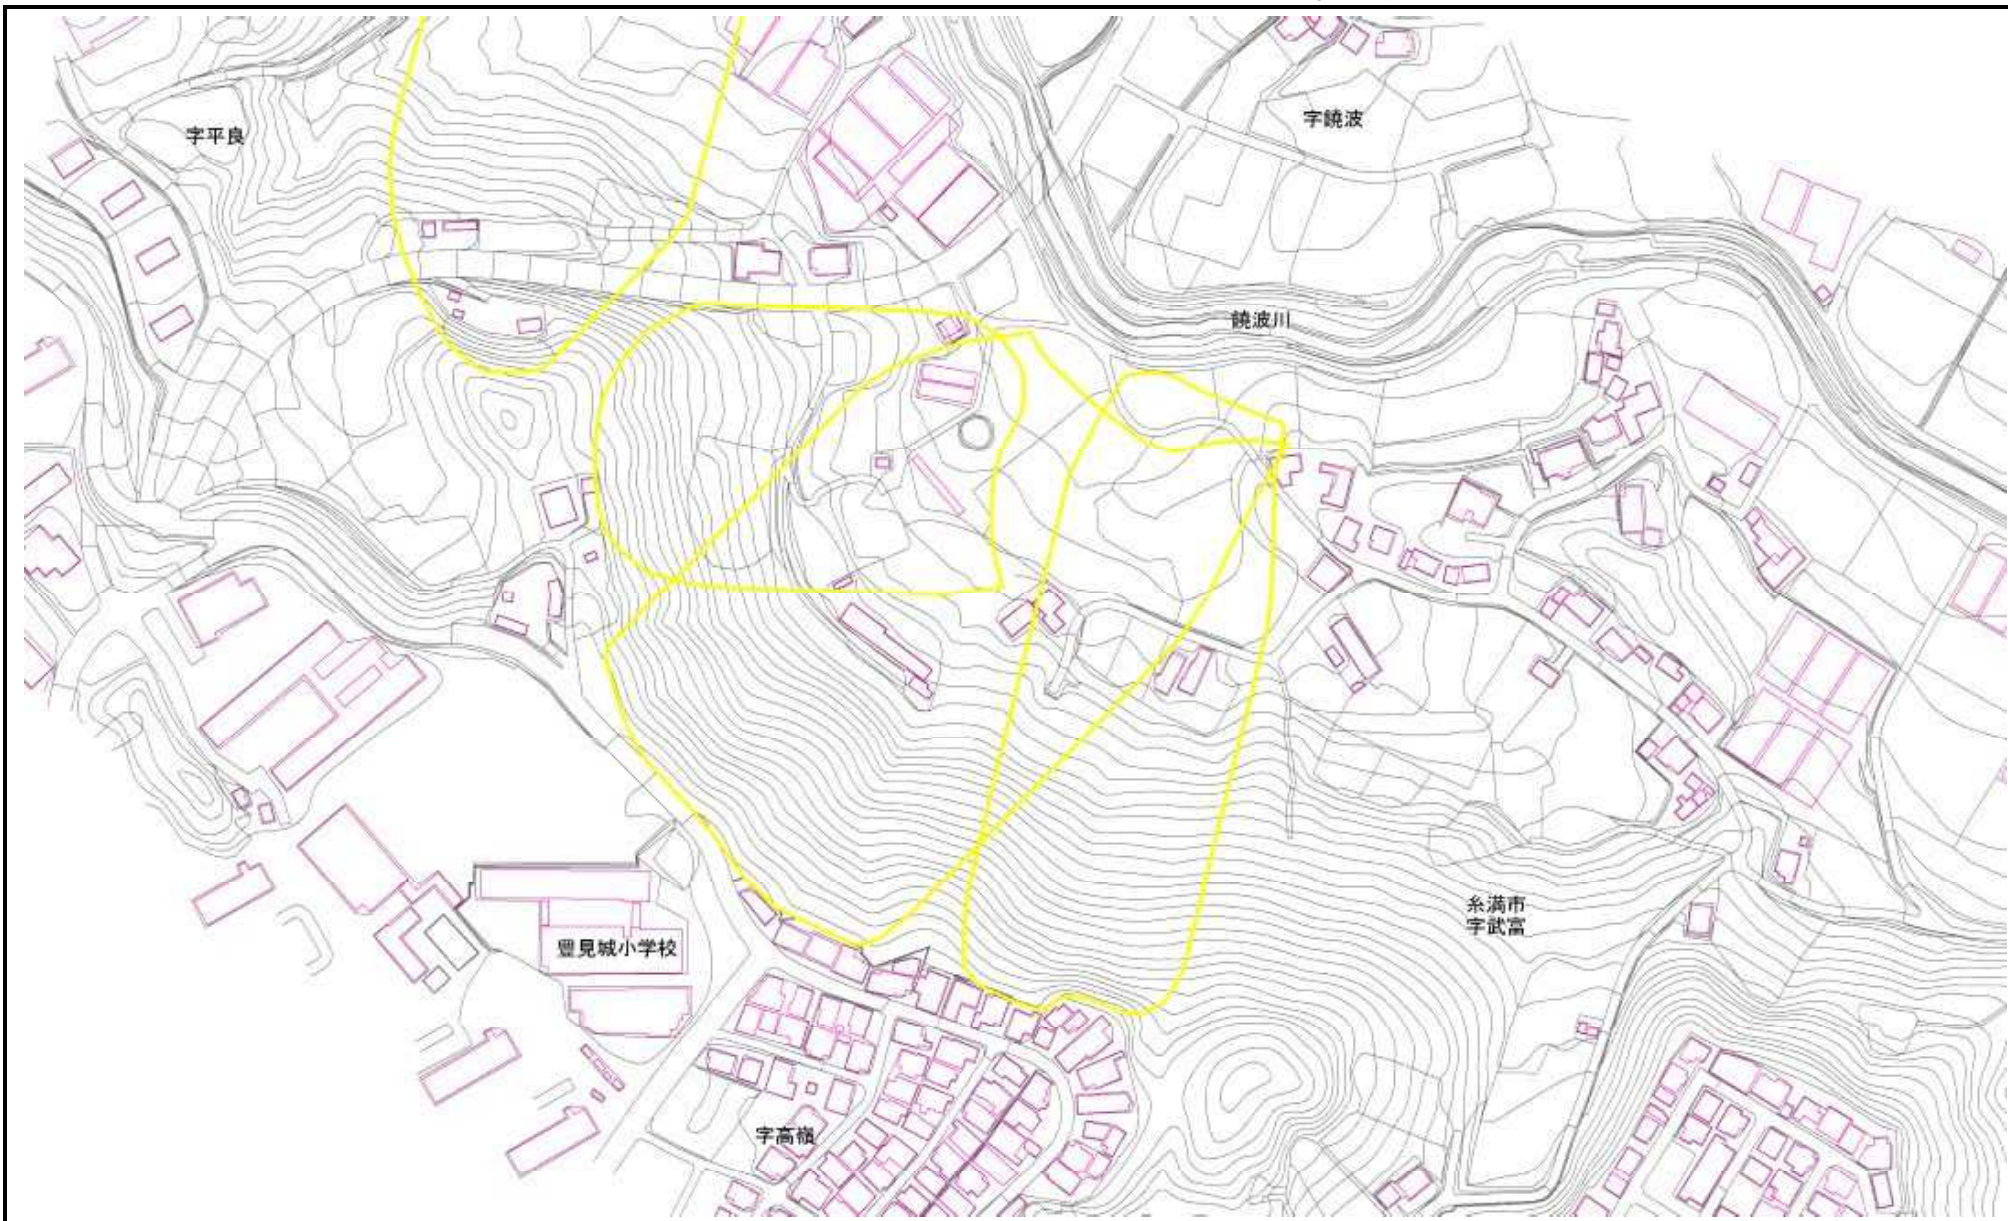 字平良
字饒波
饒波川
糸満市
字武富
豊見城小学校
字高嶺